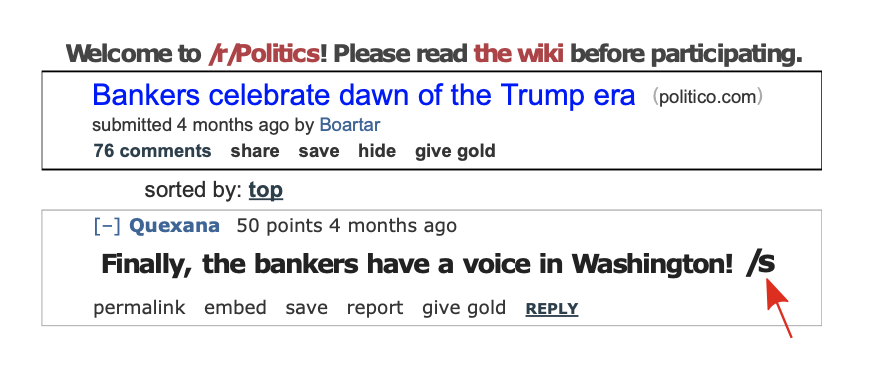 Welcome to /r/Politics! Please read the wiki before participating.
Bankers celebrate dawn of the Trump era (politico.com)
submitted 4 months ago by Boartar
76 comments share save hide give gold
sorted by: top
[−] Quexana 50 points 4 months ago
Finally, the bankers have a voice in Washington! /s
permalink embed save report give gold REPLY